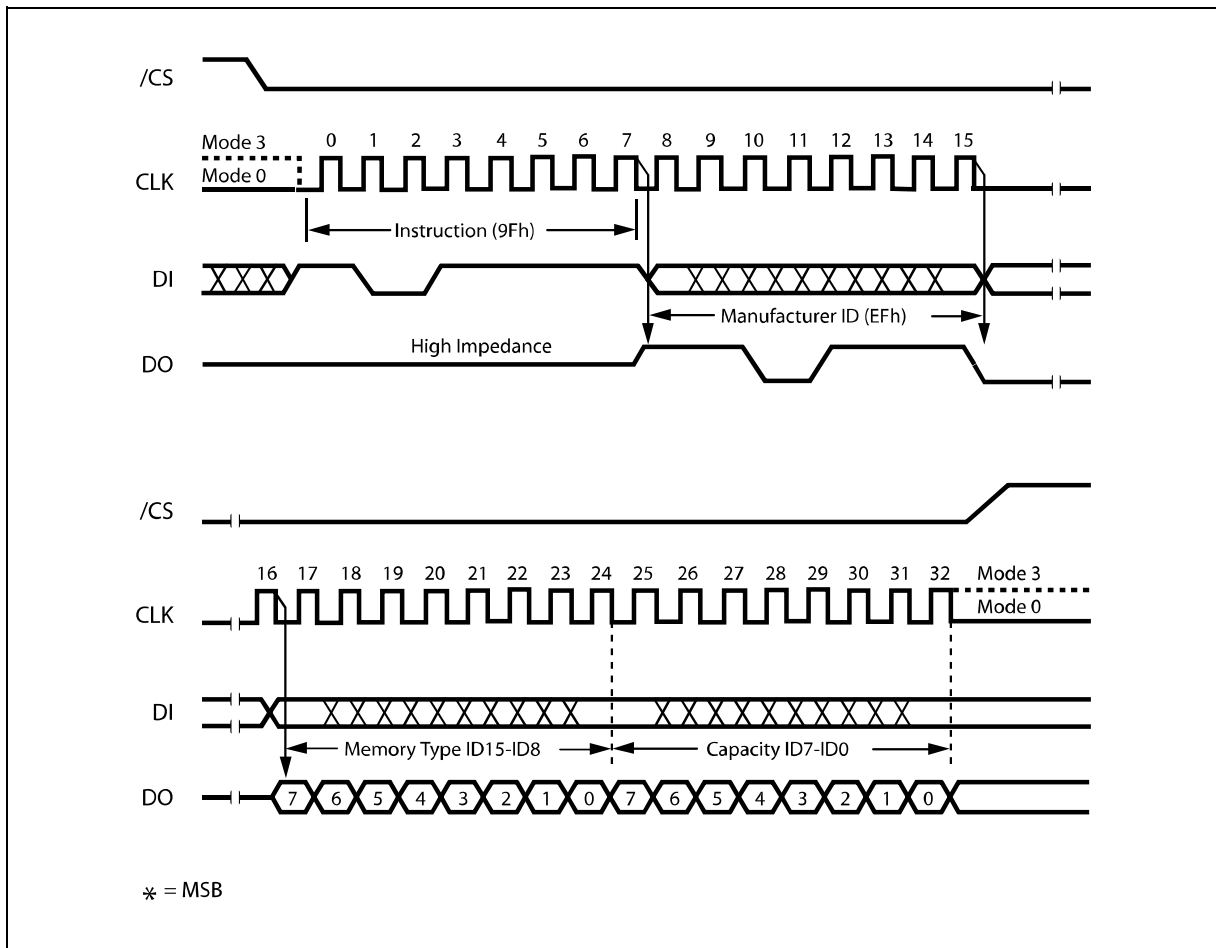 /CS
Mode 3
0 1 2 3 4 5 6 7 8 9 10 11 12 13 14 15
Mode 0
CLK
Instruction (9Fh)
DI
Manufacturer ID (EFh)
High Impedance
DO
/CS
16 17 18 19 20 21 22 23 24 25 26 27 28 29 30 31 32
Mode 3
Mode 0
CLK
DI
Memory Type ID15-ID8
Capacity ID7-ID0
DO
7 6 5 4 3 2 1 0 7 6 5 4 3 2 1 0
* = MSB